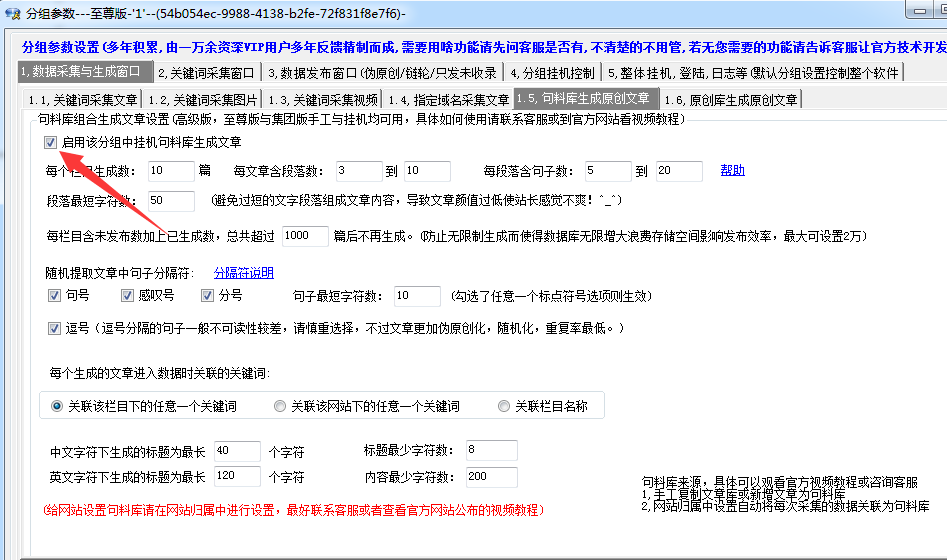 分组参数---至尊版-'1'--(54b054ec-9988-4138-b2fe-72f831f8e7f6)-
分组参数设置(多年积累,由一万余资深VIP用户多年反馈精制而成,需要用啥功能请先问客服是否有,不清楚的不用管,若无您需要的功能请告诉客服让官方技术开发
1,数据采集与生成窗口 2,关键词采集窗口 3,数据发布窗口(伪原创/链轮/只发未收录 4,分组挂机控制 5,整体挂机,登陆,日志等(默认分组设置控制整个软件)
1.1,关键词采集文章 1.2,关键词采集图片 1.3,关键词采集视频 1.4,指定域名采集文章 1.5,句料库生成原创文章 1.6,原创库生成原创文章
句料库组合生成文章设置(高级版,至尊版与集团版手工与挂机均可用,具体如何使用请联系客服或到官方网站看视频教程)
启用该分组中挂机句料库生成文章
每个栏目生成数: 10 篇 每文章含段落数: 3 到 10 每段落含句子数: 5 到 20 帮助
段落最短字符数: 50 (避免过短的文字段落组成文章内容,导致文章颜值过低使站长感觉不爽!^_^)
每栏目含未发布数加上已生成数,总共超过 1000 篇后不再生成。(防止无限制生成而使得数据库无限增大浪费存储空间影响发布效率,最大可设置2万)
随机提取文章中句子分隔符: 分隔符说明
句号 感叹号 分号 句子最短字符数: 10 (勾选了任意一个标点符号选项则生效)
逗号(逗号分隔的句子一般不可读性较差,请慎重选择,不过文章更加伪原创化,随机化,重复率最低。)
每个生成的文章进入数据时关联的关键词:
关联该栏目下的任意一个关键词 关联该网站下的任意一个关键词 关联栏目名称
中文字符下生成的标题为最长 40 个字符 标题最少字符数: 8
英文字符下生成的标题为最长 120 个字符 内容最少字符数: 200
句料库来源,具体可以观看官方视频教程或咨询客服
1,手工复制文章库或新增文章为句料库
2,网站归属中设置自动将每次采集的数据关联为句料库
(给网站设置句料库请在网站归属中进行设置,最好联系客服或者查看官方网站公布的视频教程)